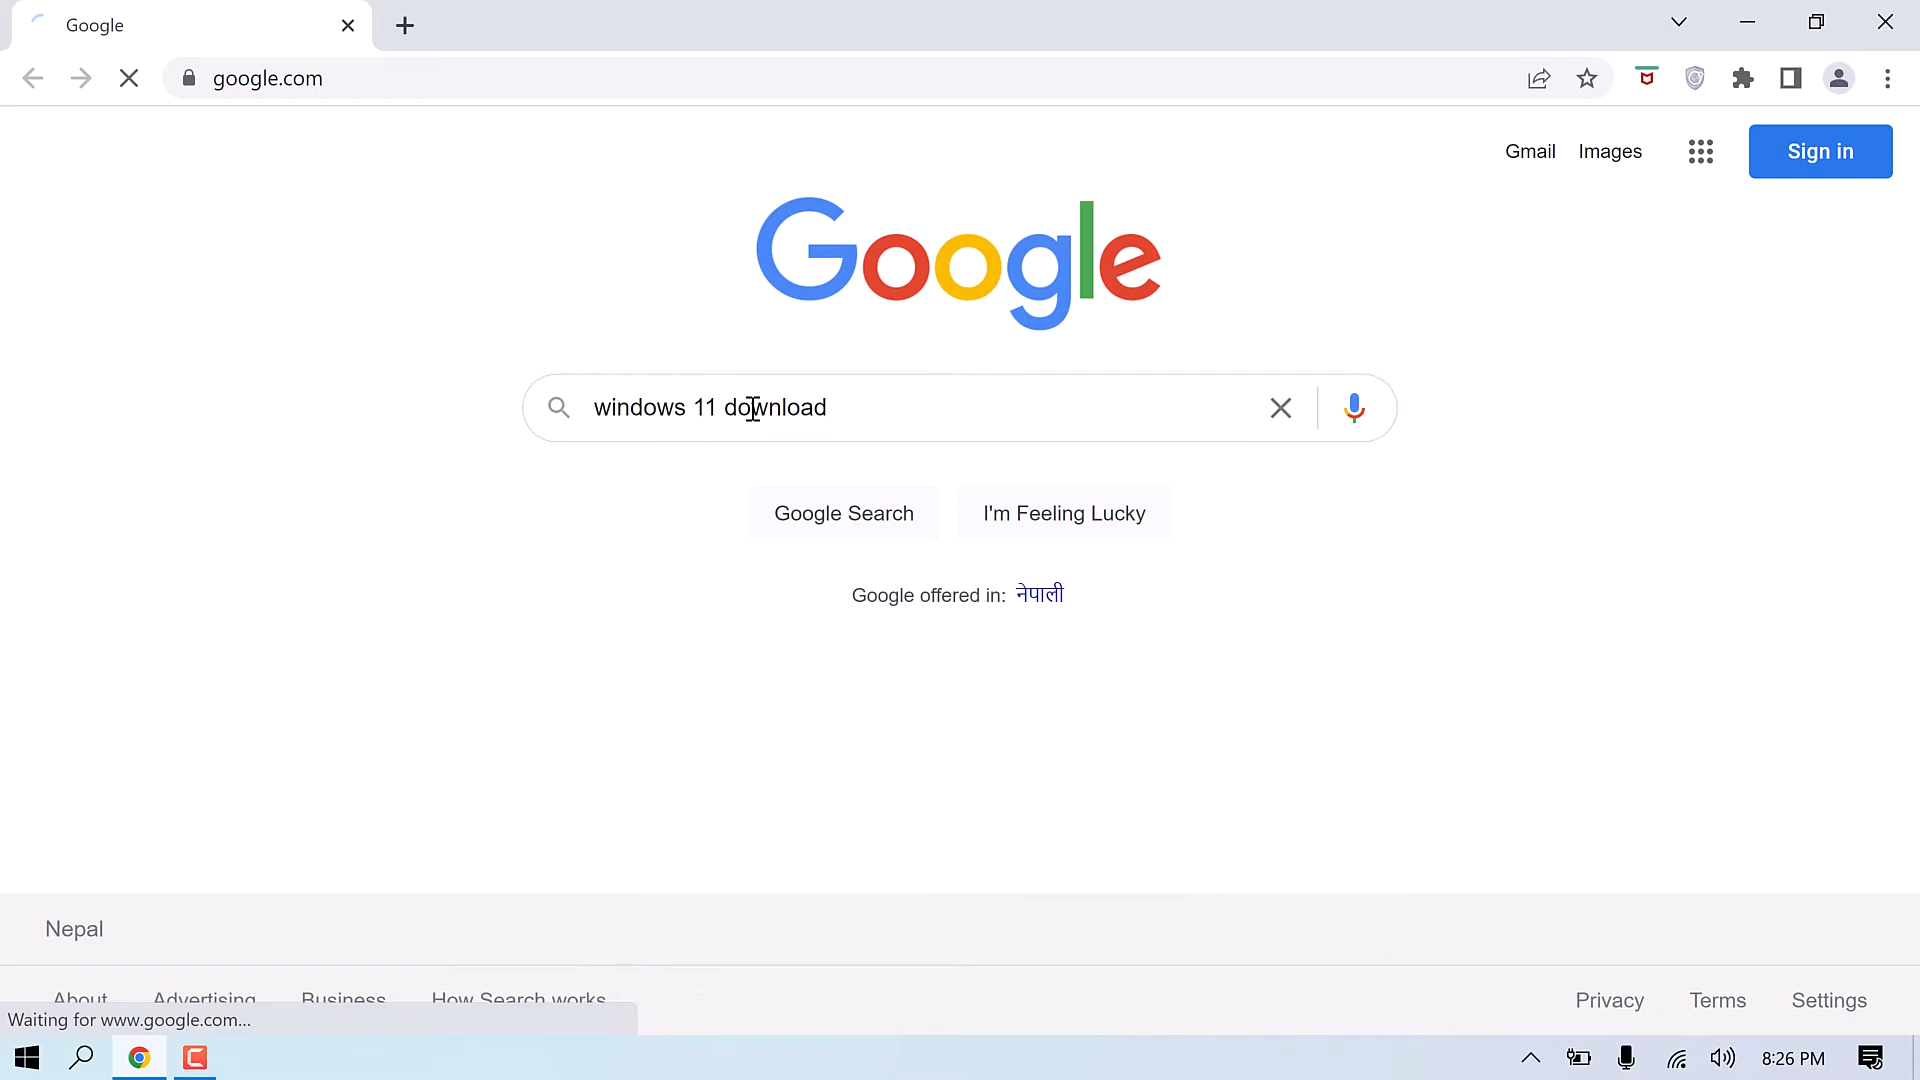 Google
google.com
Gmail Images Sign in
Google
windows 11 download
Google Search I'm Feeling Lucky
Google offered in: नेपाली
Nepal
About Advertising Business How Search works Privacy Terms Settings
Waiting for www.google.com...
8:26 PM